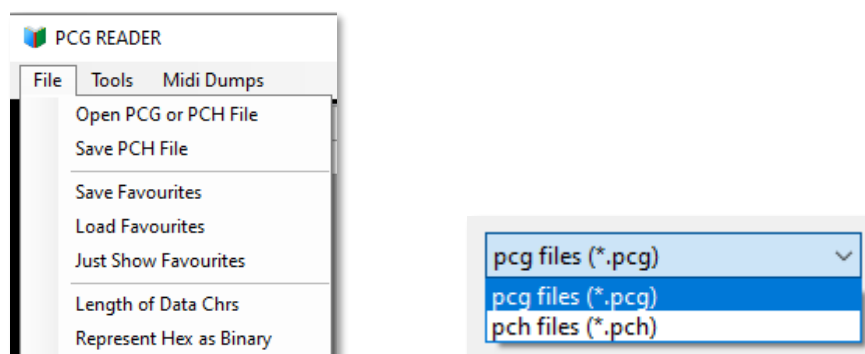 PCG READER
File Tools Midi Dumps
Open PCG or PCH File
Save PCH File
Save Favourites
Load Favourites
Just Show Favourites
Length of Data Chrs
Represent Hex as Binary
pcg files (*.pcg)
pcg files (*.pcg)
pch files (*.pch)